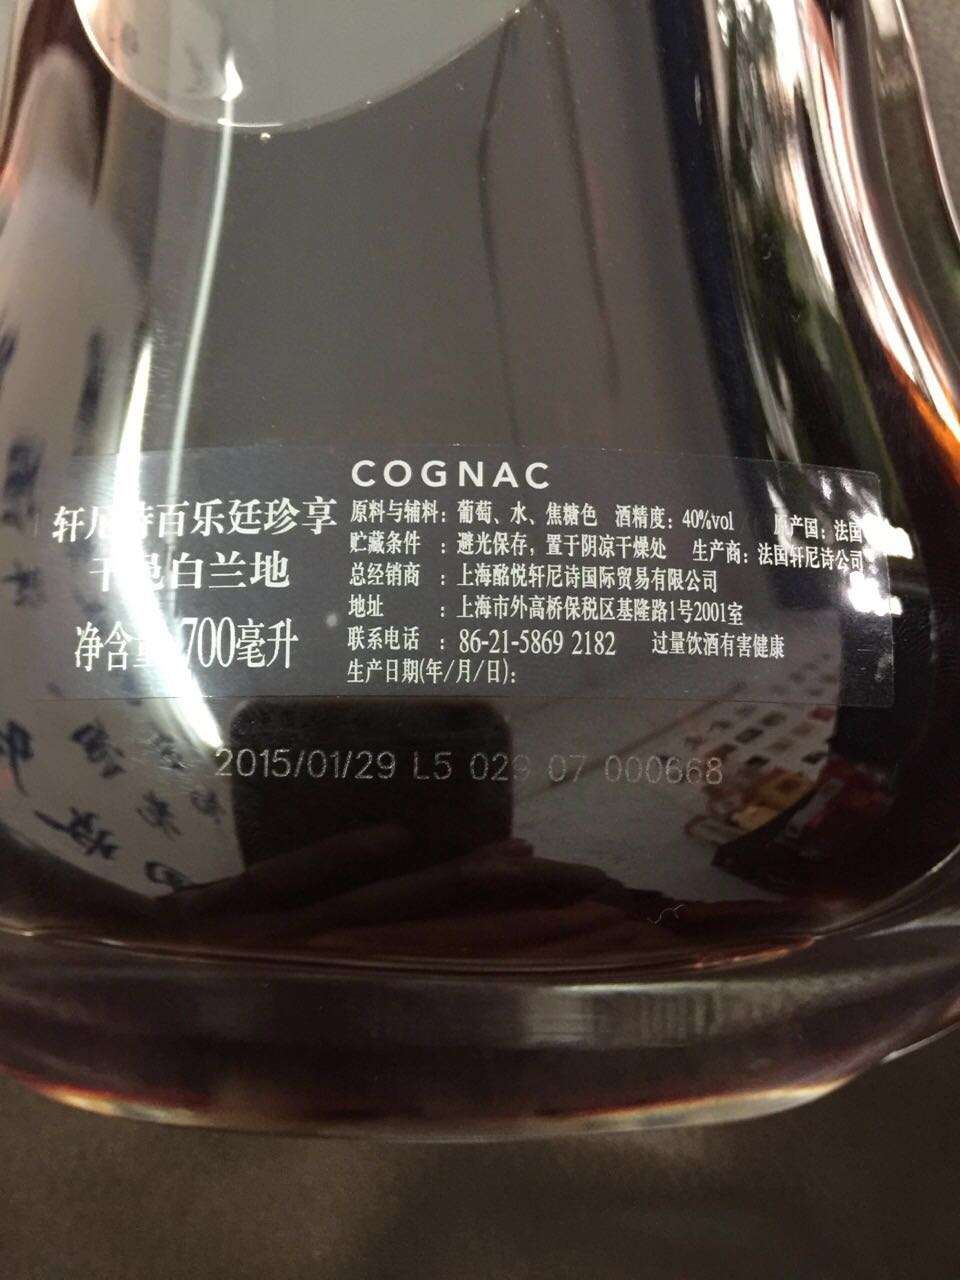 COGNAC
轩尼诗百乐廷珍享
干邑白兰地
净含量 700毫升
原料与辅料：葡萄、水、焦糖色 酒精度：40%vol 原产国：法国
贮藏条件 ：避光保存，置于阴凉干燥处 生产商：法国轩尼诗公司
总经销商 ：上海酩悦轩尼诗国际贸易有限公司
地址 ：上海市外高桥保税区基隆路1号2001室
联系电话 ：86-21-5869 2182 过量饮酒有害健康
生产日期(年/月/日)：
2015/01/29 L5 029 07 000668